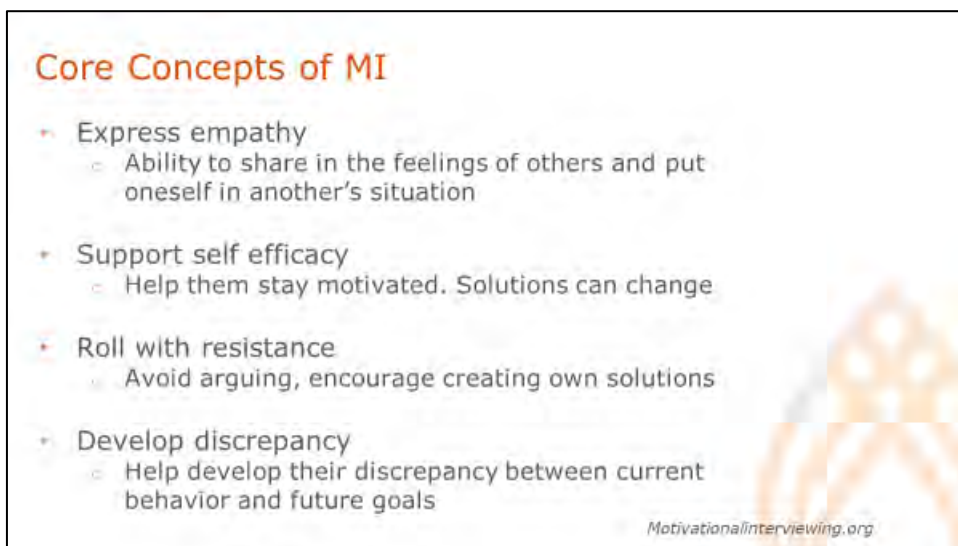 Core Concepts of MI
• Express empathy
○ Ability to share in the feelings of others and put
oneself in another's situation
• Support self efficacy
○ Help them stay motivated. Solutions can change
• Roll with resistance
○ Avoid arguing, encourage creating own solutions
• Develop discrepancy
○ Help develop their discrepancy between current
behavior and future goals
Motivationalinterviewing.org